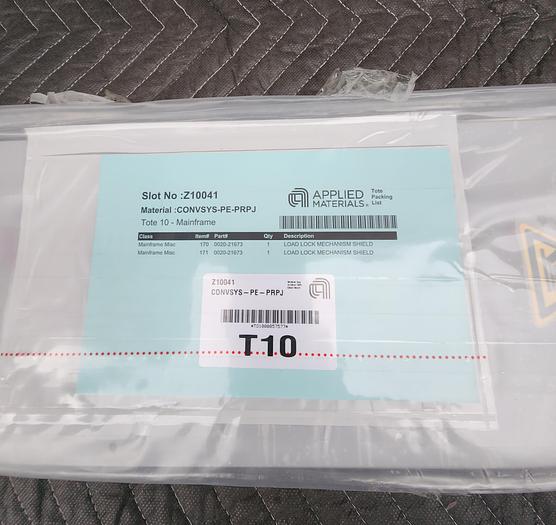 Slot No :Z10041
APPLIED MATERIALS®
Tote Packing List
Material :CONVSYS-PE-PRPJ
Tote 10 - Mainframe
Class Item# Part# Qty Description
Mainframe Misc 170 0020-21673 1 LOAD LOCK MECHANISM SHIELD
Mainframe Misc 171 0020-21673 1 LOAD LOCK MECHANISM SHIELD
Z10041
CONVSYS-PE-PRPJ
T10